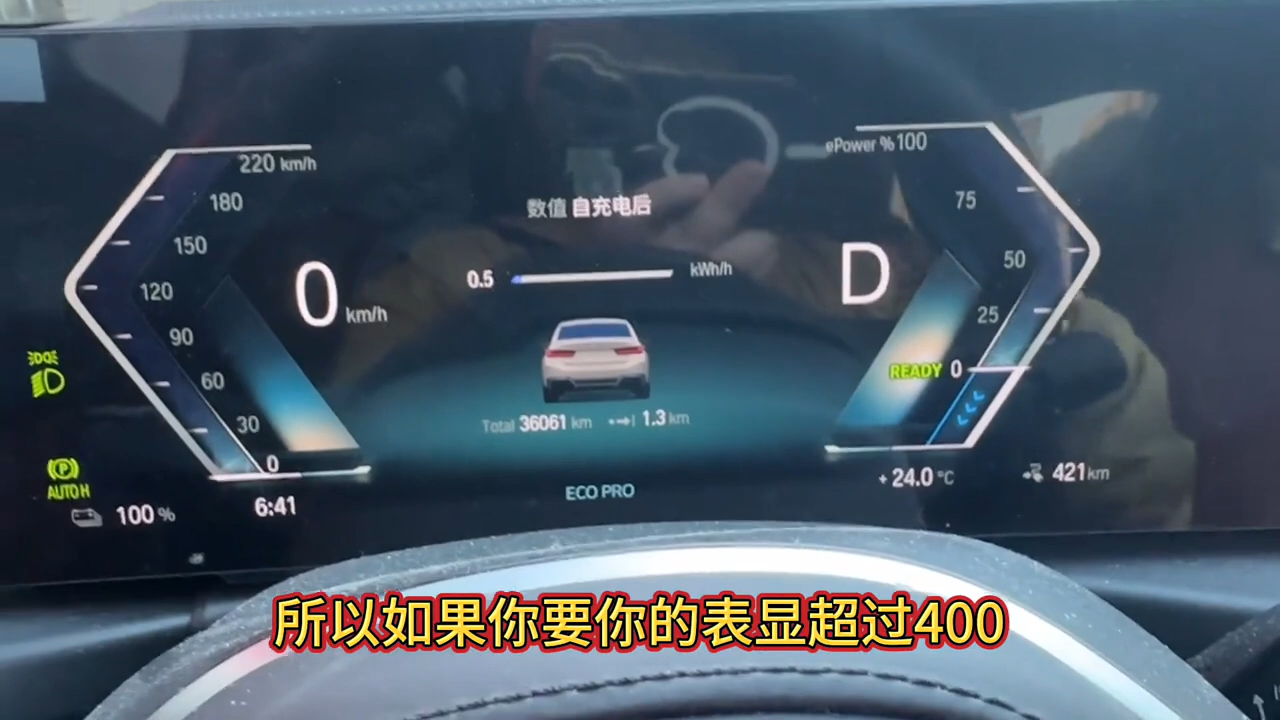 220 km/h
180
150
120
90
60
30
0
0 km/h
数值 自充电后
0.5 kWh/h
Total 36061 km 1.3 km
ECO PRO
ePower % 100
75
50
25
READY 0
D
+ 24.0 °C
421 km
AUTO H
100 %
6:41
所以如果你要你的表显超过400